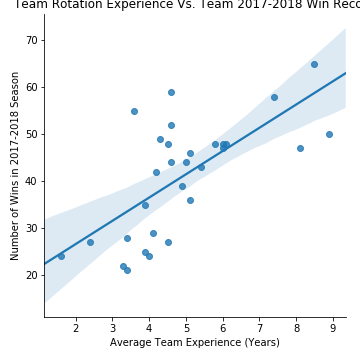 Team Rotation Experience Vs. Team 2017-2018 Win Reco
70
60
50
40
30
20
Number of Wins in 2017-2018 Season
2 3 4 5 6 7 8 9
Average Team Experience (Years)